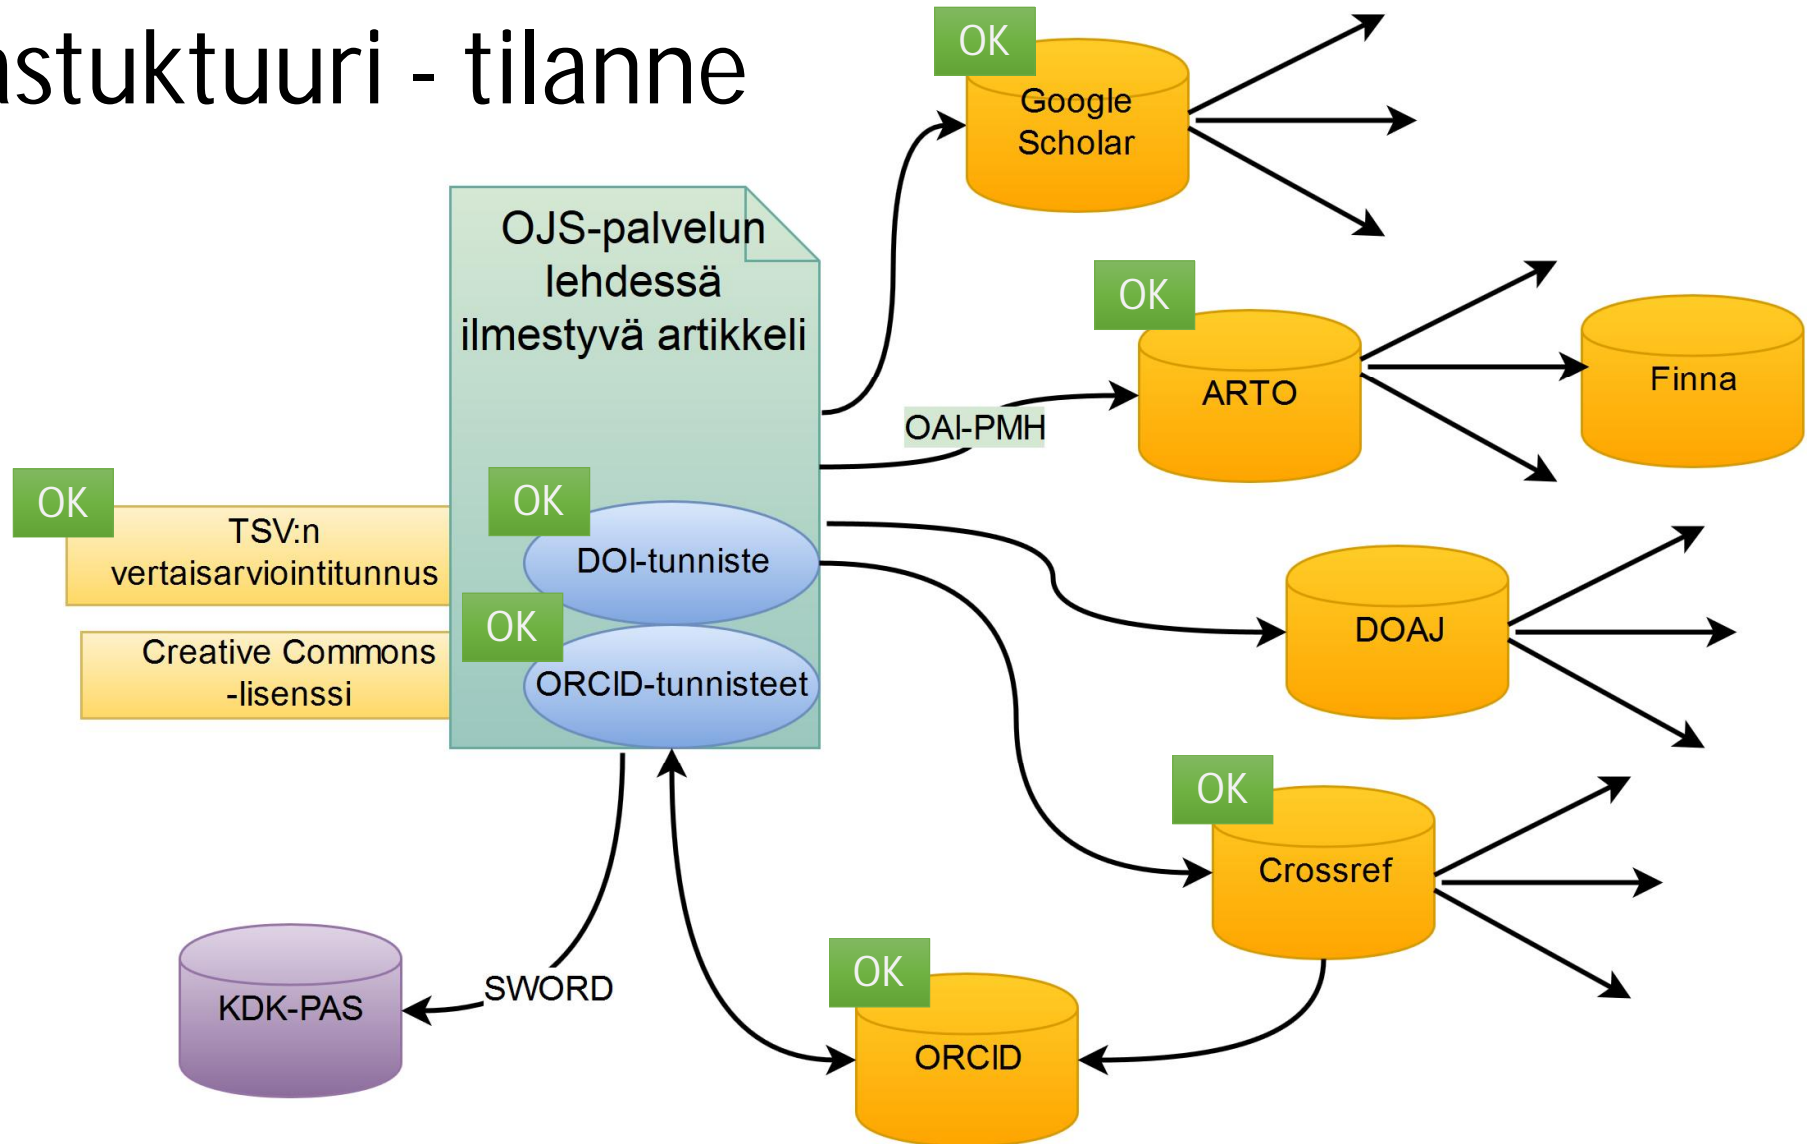 astuktuuri - tilanne
OK
Google
Scholar
OJS-palvelun
lehdessä
ilmestyvä artikkeli
OK
ARTO
Finna
OAI-PMH
OK
TSV:n
vertaisarviointitunnus
OK
DOI-tunniste
OK
ORCID-tunnisteet
Creative Commons
-lisenssi
DOAJ
OK
Crossref
KDK-PAS
SWORD
OK
ORCID